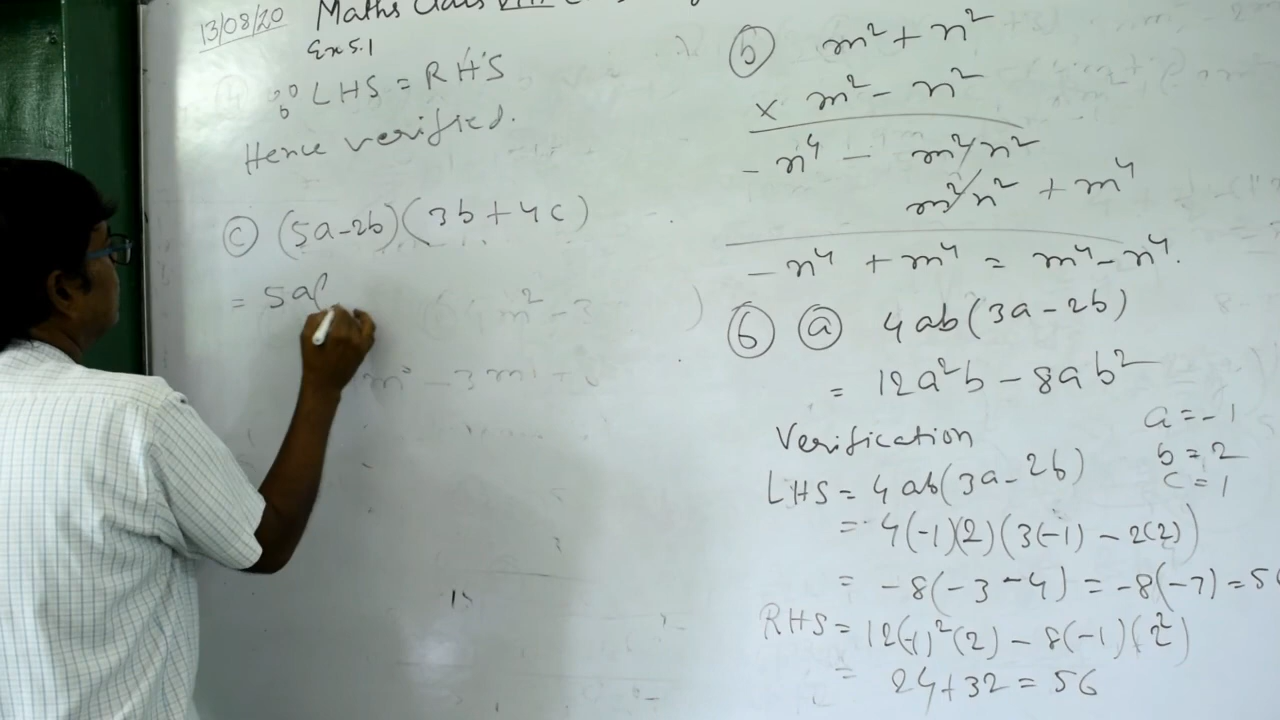 13/08/20 Maths Class VIII
Ex 5.1
∴ LHS = RHS
Hence verified.
ⓒ (5a-2b)(3b+4c)
= 5a(
ⓑ m² + n²
× m² - n²
- n⁴ - m²n²
m²n² + m⁴
- n⁴ + m⁴ = m⁴ - n⁴.
⑥ ⓐ 4ab(3a-2b)
= 12a²b - 8ab²
Verification
a = -1
b = 2
c = 1
LHS = 4ab(3a-2b)
= 4(-1)(2)(3(-1) - 2(2))
= -8(-3-4) = -8(-7) = 56
RHS = 12(-1)²(2) - 8(-1)(2²)
= 24+32 = 56